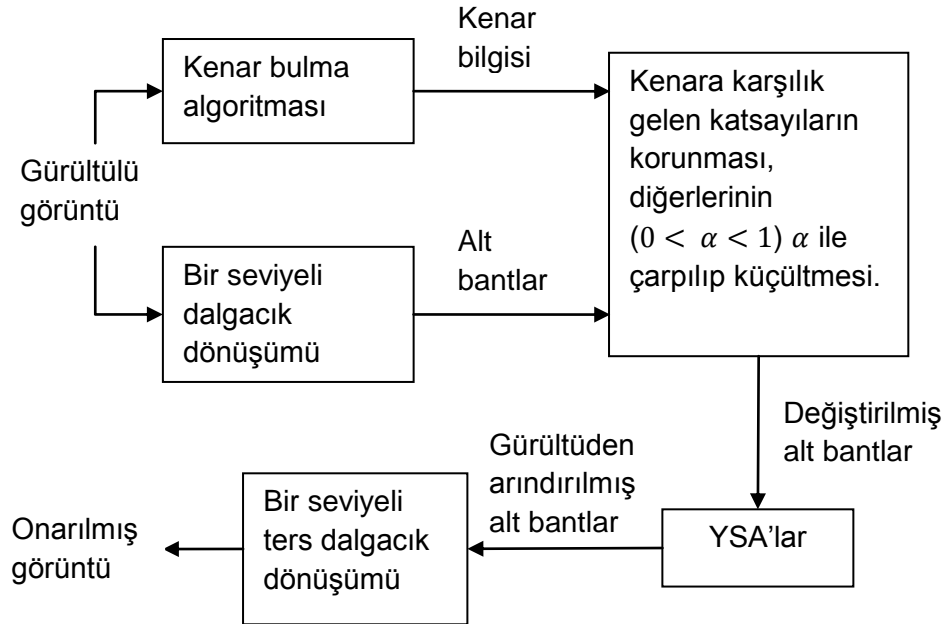 Kenar bulma
algoritması
Kenar
bilgisi
Kenara karşılık
gelen katsayıların
korunması,
diğerlerinin
(0 < α < 1) α ile
çarpılıp küçültmesi.
Gürültülü
görüntü
Bir seviyeli
dalgacık
dönüşümü
Alt
bantlar
Değiştirilmiş
alt bantlar
YSA’lar
Gürültüden
arındırılmış
alt bantlar
Bir seviyeli
ters dalgacık
dönüşümü
Onarılmış
görüntü